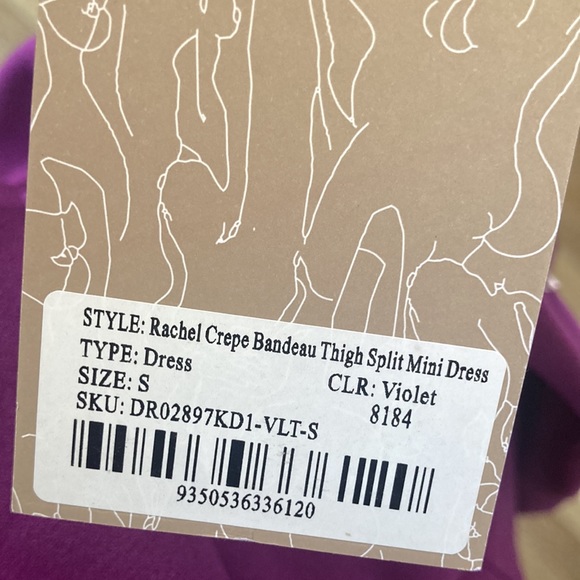 STYLE: Rachel Crepe Bandeau Thigh Split Mini Dress
TYPE: Dress
SIZE: S CLR: Violet
SKU: DR02897KD1-VLT-S 8184
9350536336120